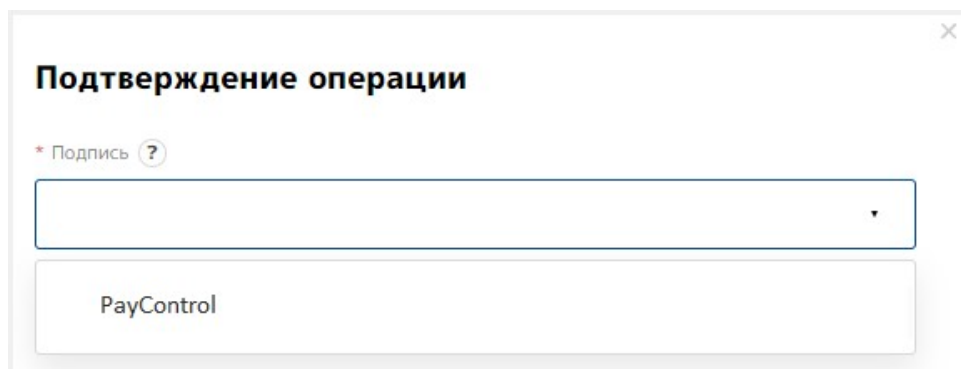 Подтверждение операции
* Подпись ?
PayControl